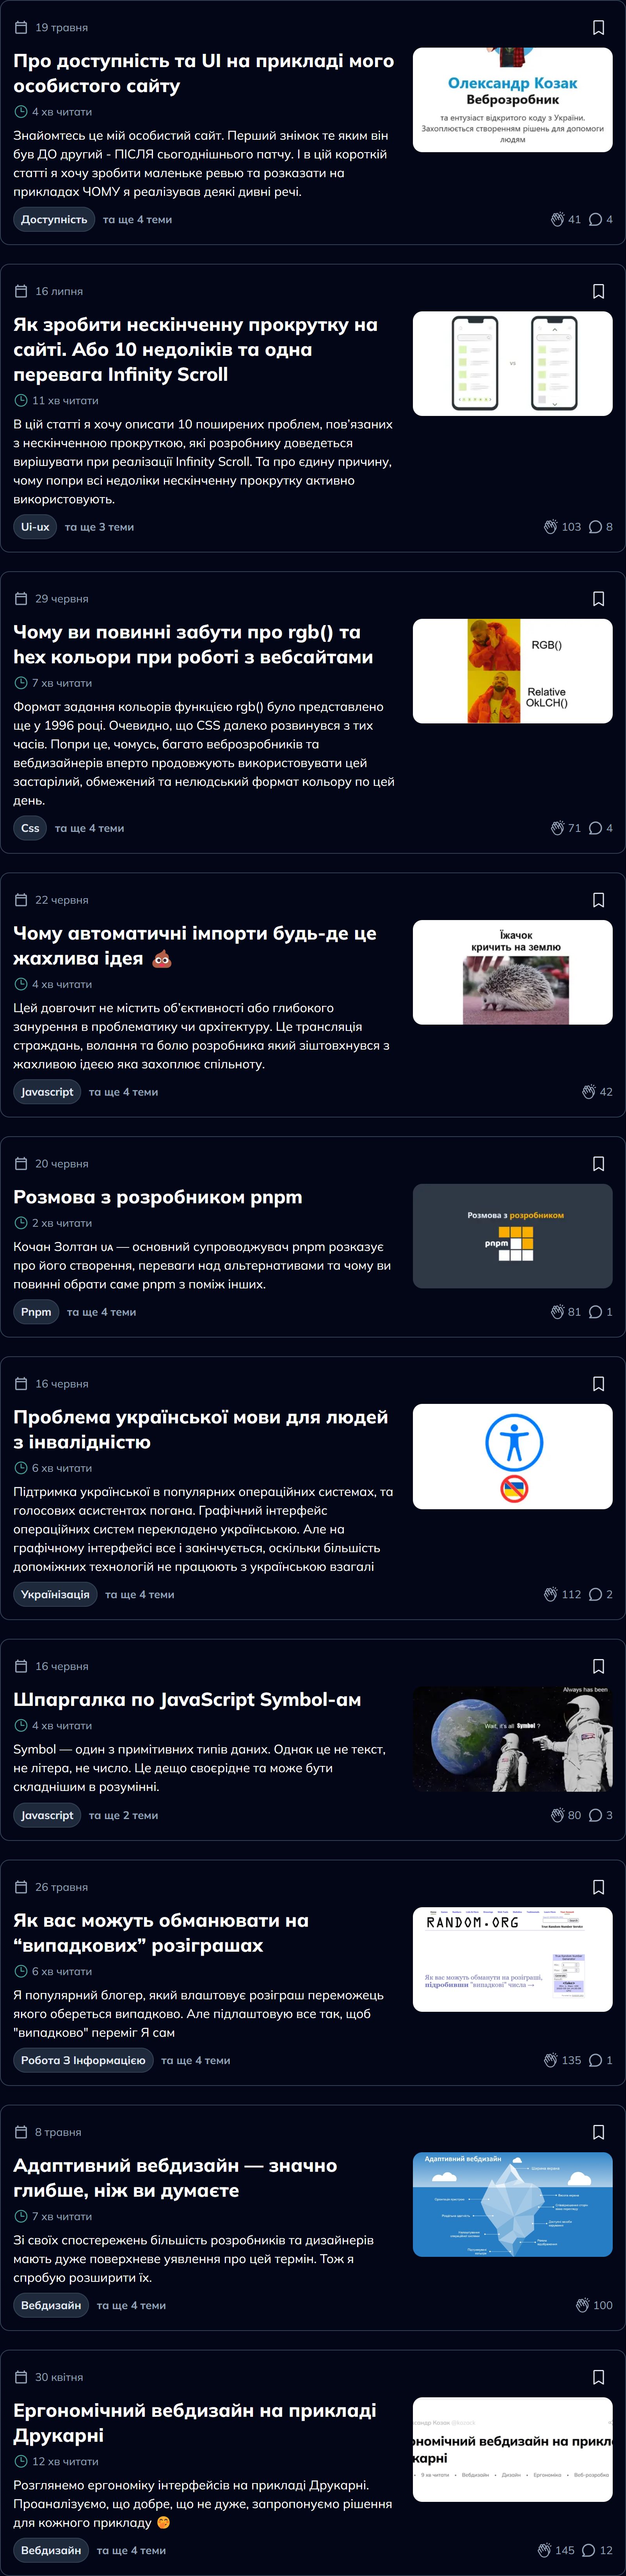 19 травня
Про доступність та UI на прикладі мого
особистого сайту
4 хв читати
Знайомтесь це мій особистий сайт. Перший знімок те яким він
був ДО другий - ПІСЛЯ сьогоднішнього патчу. І в цій короткій
статті я хочу зробити маленьке ревью та розказати на
прикладах ЧОМУ я реалізував деякі дивні речі.
Олександр Козак
Веброзробник
та ентузіаст відкритого коду з України.
Захоплюється створенням рішень для допомоги
людям
Доступність та ще 4 теми
41 4
16 липня
Як зробити нескінченну прокрутку на
сайті. Або 10 недоліків та одна
перевага Infinity Scroll
11 хв читати
В цій статті я хочу описати 10 поширених проблем, пов’язаних
з нескінченною прокруткою, які розробнику доведеться
вирішувати при реалізації Infinity Scroll. Та про єдину причину,
чому попри всі недоліки нескінченну прокрутку активно
використовують.
vs
Ui-ux та ще 3 теми
103 8
29 червня
Чому ви повинні забути про rgb() та
hex кольори при роботі з вебсайтами
7 хв читати
Формат задання кольорів функцією rgb() було представлено
ще у 1996 році. Очевидно, що CSS далеко розвинувся з тих
часів. Попри це, чомусь, багато веброзробників та
вебдизайнерів вперто продовжують використовувати цей
застарілий, обмежений та нелюдський формат кольору по цей
день.
RGB()
Relative
OkLCH()
Css та ще 4 теми
71 4
22 червня
Чому автоматичні імпорти будь-де це
жахлива ідея 💩
4 хв читати
Цей довгочит не містить об’єктивності або глибокого
занурення в проблематику чи архітектуру. Це трансляція
страждань, волання та болю розробника який зіштовхнувся з
жахливою ідеєю яка захоплює спільноту.
Їжачок
кричить на землю
Javascript та ще 4 теми
42
20 червня
Розмова з розробником pnpm
2 хв читати
Кочан Золтан ᴜᴀ — основний супроводжувач pnpm розказує
про його створення, переваги над альтернативами та чому ви
повинні обрати саме pnpm з поміж інших.
Розмова з розробником
pnpm
Pnpm та ще 4 теми
81 1
16 червня
Проблема української мови для людей
з інвалідністю
6 хв читати
Підтримка української в популярних операційних системах, та
голосових асистентах погана. Графічний інтерфейс
операційних систем перекладено українською. Але на
графічному інтерфейсі все і закінчується, оскільки більшість
допоміжних технологій не працюють з українською взагалі
Українізація та ще 4 теми
112 2
16 червня
Шпаргалка по JavaScript Symbol-ам
4 хв читати
Symbol — один з примітивних типів даних. Однак це не текст,
не літера, не число. Це дещо своєрідне та може бути
складнішим в розумінні.
Always has been
Wait, it's all Symbol ?
Javascript та ще 2 теми
80 3
26 травня
Як вас можуть обманювати на
“випадкових” розіграшах
6 хв читати
Я популярний блогер, який влаштовує розіграш переможець
якого обереться випадково. Але підлаштовую все так, щоб
"випадково" переміг Я сам
RANDOM.ORG
Як вас можуть обманути на розіграші,
підробивши "випадкові" числа →
Робота З Інформацією та ще 4 теми
135 1
8 травня
Адаптивний вебдизайн — значно
глибше, ніж ви думаєте
7 хв читати
Зі своїх спостережень більшість розробників та дизайнерів
мають дуже поверхневе уявлення про цей термін. Тож я
спробую розширити їх.
Адаптивний вебдизайн
Вебдизайн та ще 4 теми
100
30 квітня
Ергономічний вебдизайн на прикладі
Друкарні
12 хв читати
Розглянемо ергономіку інтерфейсів на прикладі Друкарні.
Проаналізуємо, що добре, що не дуже, запропонуємо рішення
для кожного прикладу
ономічний вебдизайн на прикл
карні
9 хв читати • Вебдизайн • Дизайн • Ергономіка • Веб-розробка
Вебдизайн та ще 4 теми
145 12